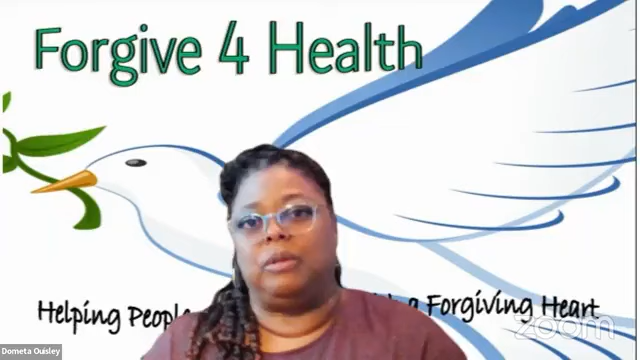 Forgive 4 Health
Helping People a Forgiving Heart
zoom
Dometa Ouisley